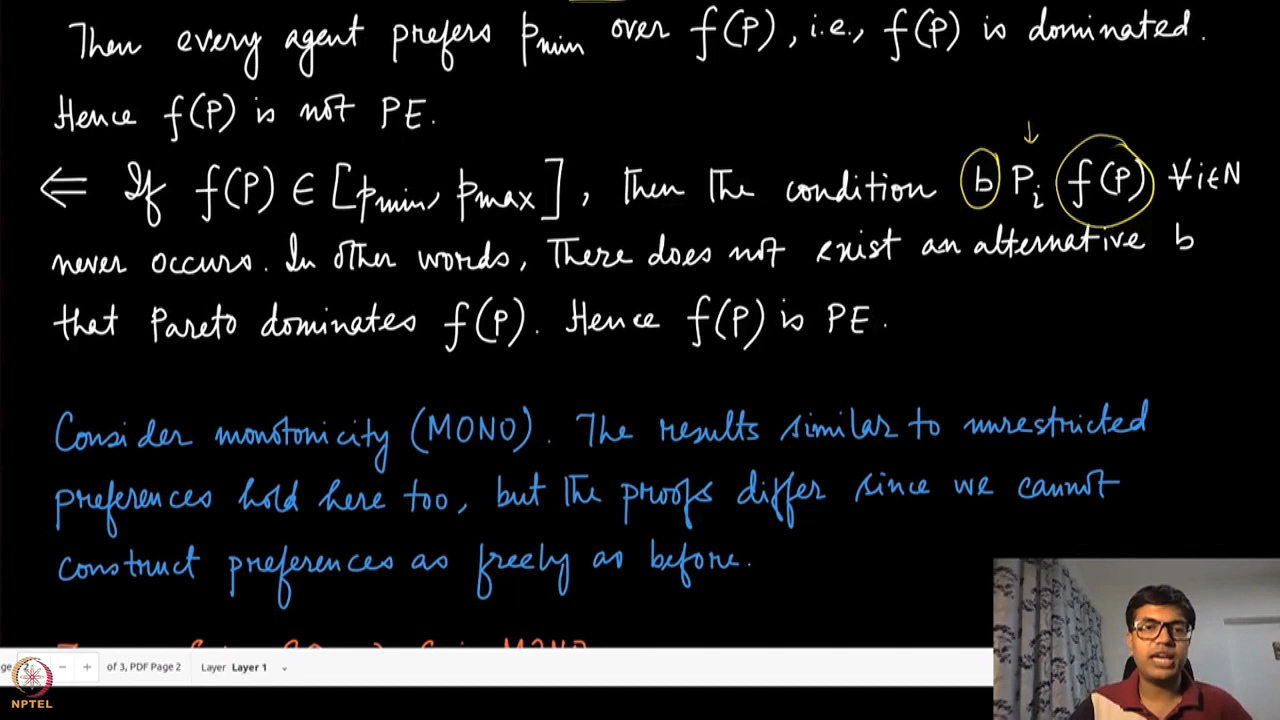 Then every agent prefers pmin over f(P), i.e., f(P) is dominated.
Hence f(P) is not PE.
⇐ If f(P) ∈ [pmin, pmax], then the condition b Pi f(P) ∀i∈N
never occurs. In other words, there does not exist an alternative b
that Pareto dominates f(P). Hence f(P) is PE.
Consider monotonicity (MONO). The results similar to unrestricted
preferences hold here too, but the proofs differ since we cannot
construct preferences as freely as before.
of 3, PDF Page 2 Layer Layer 1
NPTEL